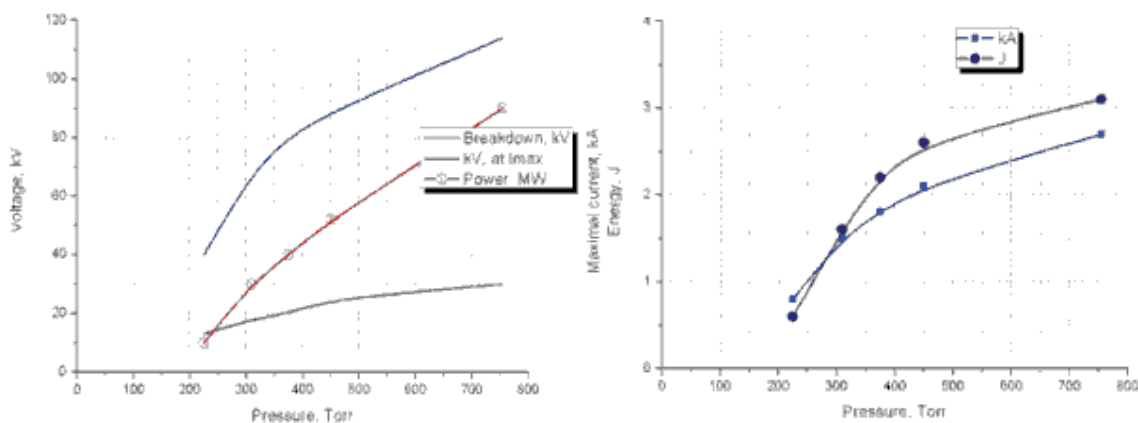 120
100
80
60
40
20
0
Voltage, kV
Breakdown, kV
kV, at Imax
Power MW
0 100 200 300 400 500 600 700 800
Pressure, Torr
4
3
2
1
0
Maximal current, kA
Energy, J
kA
J
0 100 200 300 400 500 600 700 800
Pressure, Torr